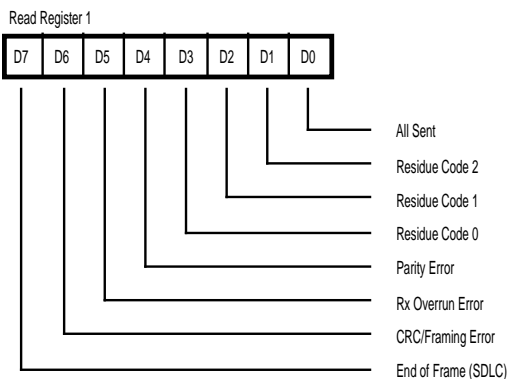 Read Register 1
D7 D6 D5 D4 D3 D2 D1 D0
All Sent
Residue Code 2
Residue Code 1
Residue Code 0
Parity Error
Rx Overrun Error
CRC/Framing Error
End of Frame (SDLC)